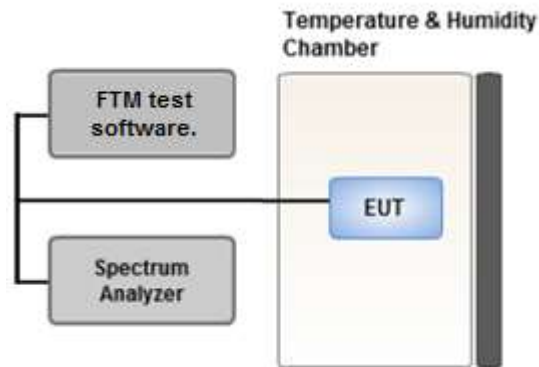 Temperature & Humidity
Chamber
FTM test
software.
EUT
Spectrum
Analyzer